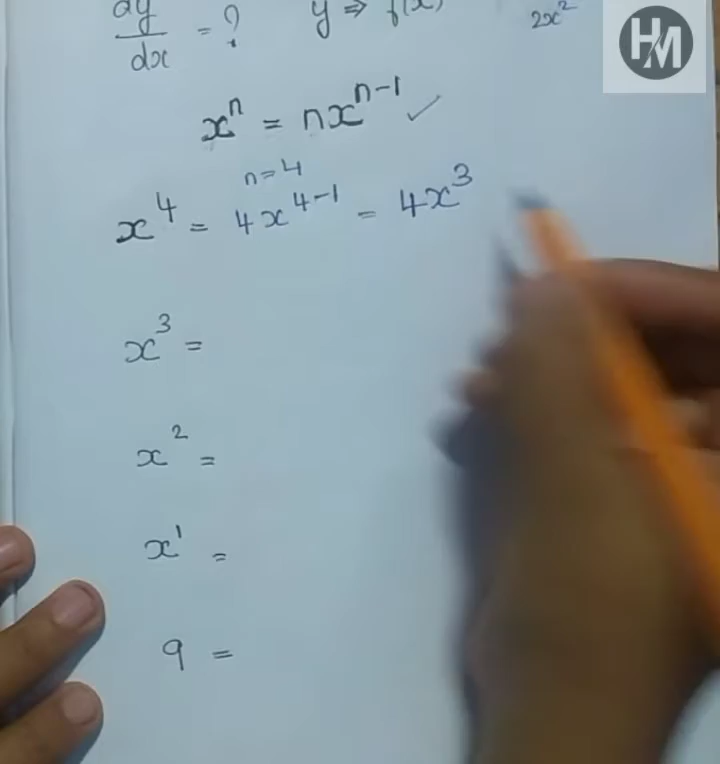 dy/dx = ? y ⇒ f(x) 2x²
HM
xⁿ = nxⁿ⁻¹ ✓
n=4
x⁴ = 4x⁴⁻¹ = 4x³
x³ =
x² =
x¹ =
9 =